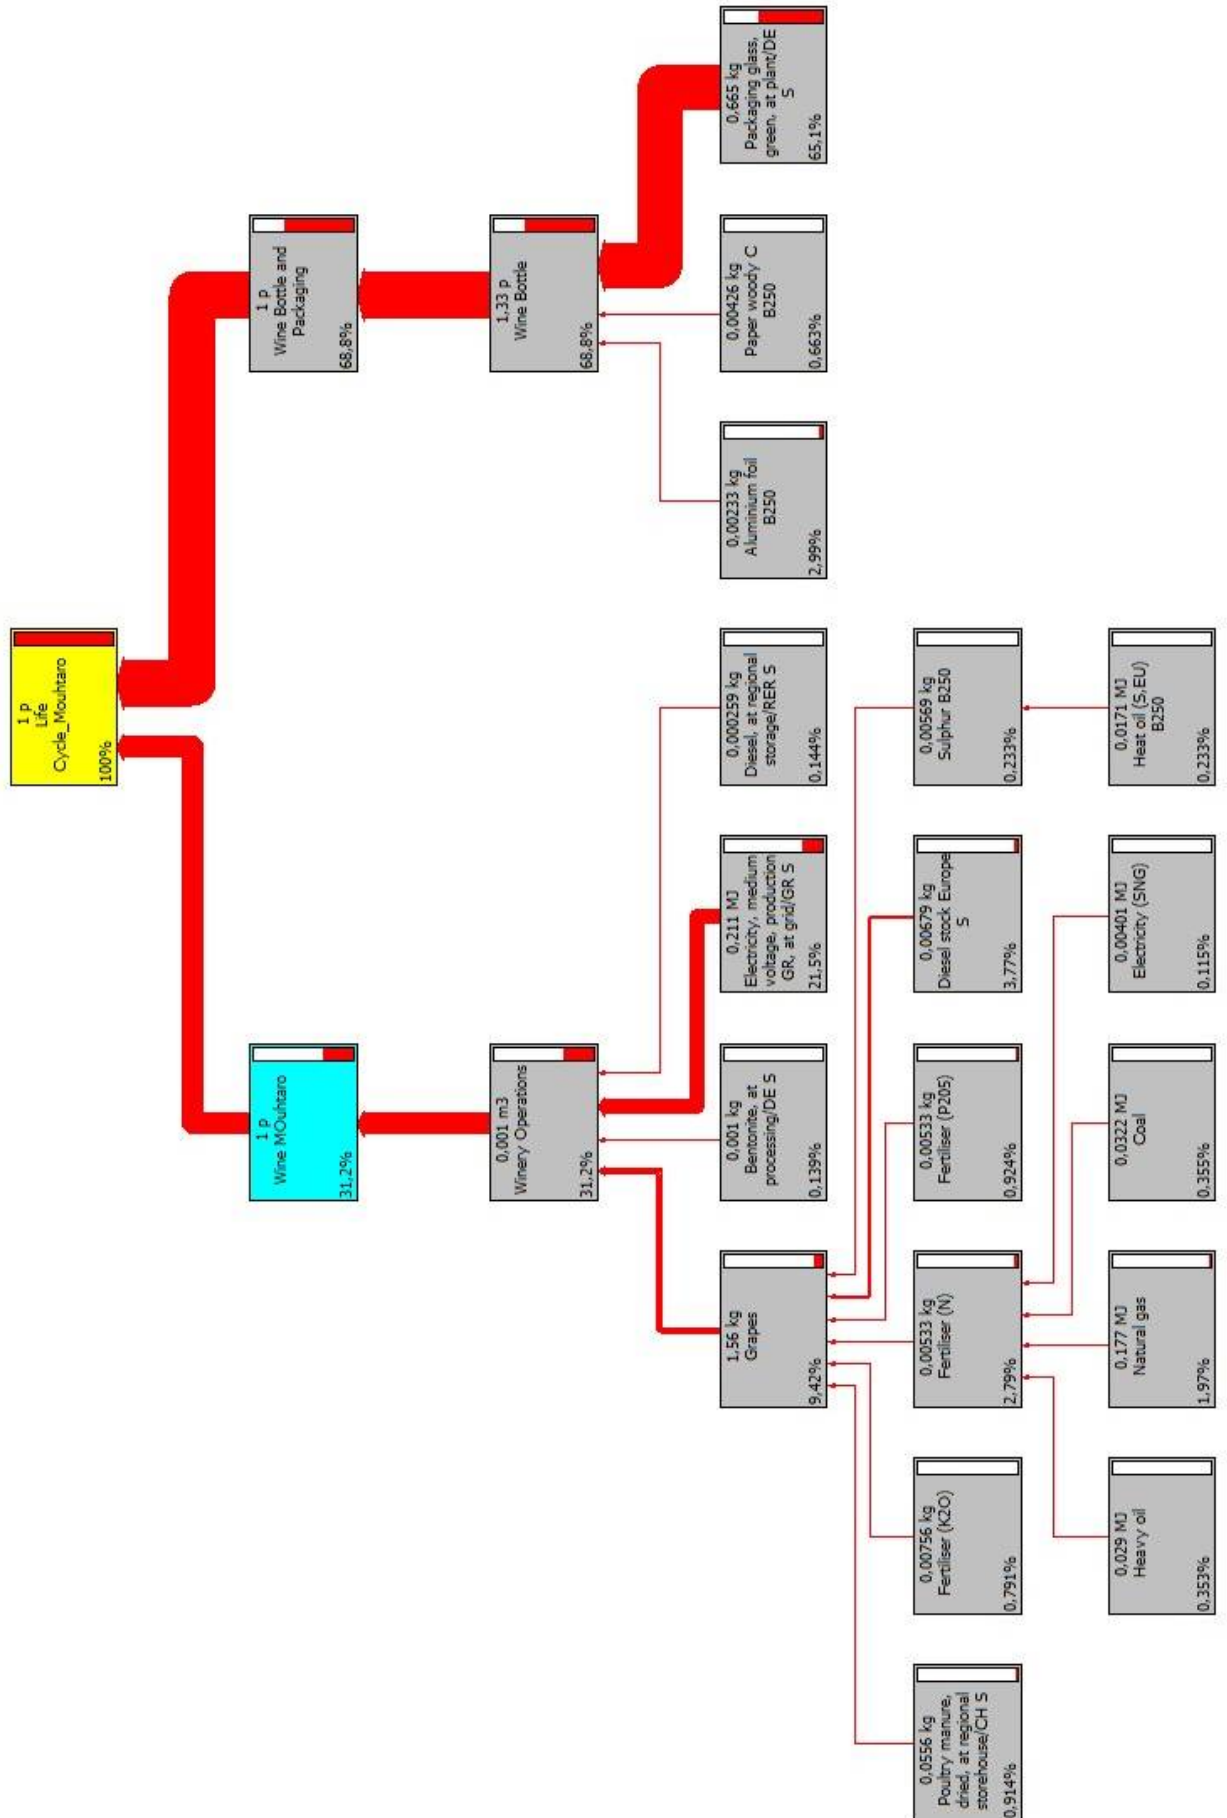 1 p
Life
Cycle_Mouhtaro
100%
1 p
Wine MOuhtaro
31,2%
1 p
Wine Bottle and
Packaging
68,8%
0,001 m3
Winery Operations
31,2%
1,33 p
Wine Bottle
68,8%
1,56 kg
Grapes
9,42%
0,001 kg
Bentonite, at
processing/DE S
0,139%
0,211 MJ
Electricity, medium
voltage, production
GR, at grid/GR S
21,5%
0,000259 kg
Diesel, at regional
storage/RER S
0,144%
0,00233 kg
Aluminium foil
B250
2,99%
0,00426 kg
Paper woody C
B250
0,663%
0,665 kg
Packaging glass,
green, at plant/DE
S
65,1%
0,0556 kg
Poultry manure,
dried, at regional
storehouse/CH S
0,914%
0,00756 kg
Fertiliser (K2O)
0,791%
0,00533 kg
Fertiliser (N)
2,79%
0,00533 kg
Fertiliser (P205)
0,924%
0,00679 kg
Diesel stock Europe
S
3,77%
0,00569 kg
Sulphur B250
0,233%
0,029 MJ
Heavy oil
0,353%
0,177 MJ
Natural gas
1,97%
0,0322 MJ
Coal
0,355%
0,00401 MJ
Electricity (SNG)
0,115%
0,0171 MJ
Heat oil (S,EU)
B250
0,233%